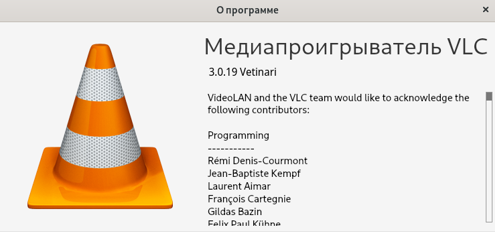 О программе
Медиапроигрыватель VLC
3.0.19 Vetinari
VideoLAN and the VLC team would like to acknowledge the
following contributors:
Programming
-----------
Rémi Denis-Courmont
Jean-Baptiste Kempf
Laurent Aimar
François Cartegnie
Gildas Bazin
Felix Paul Kühne